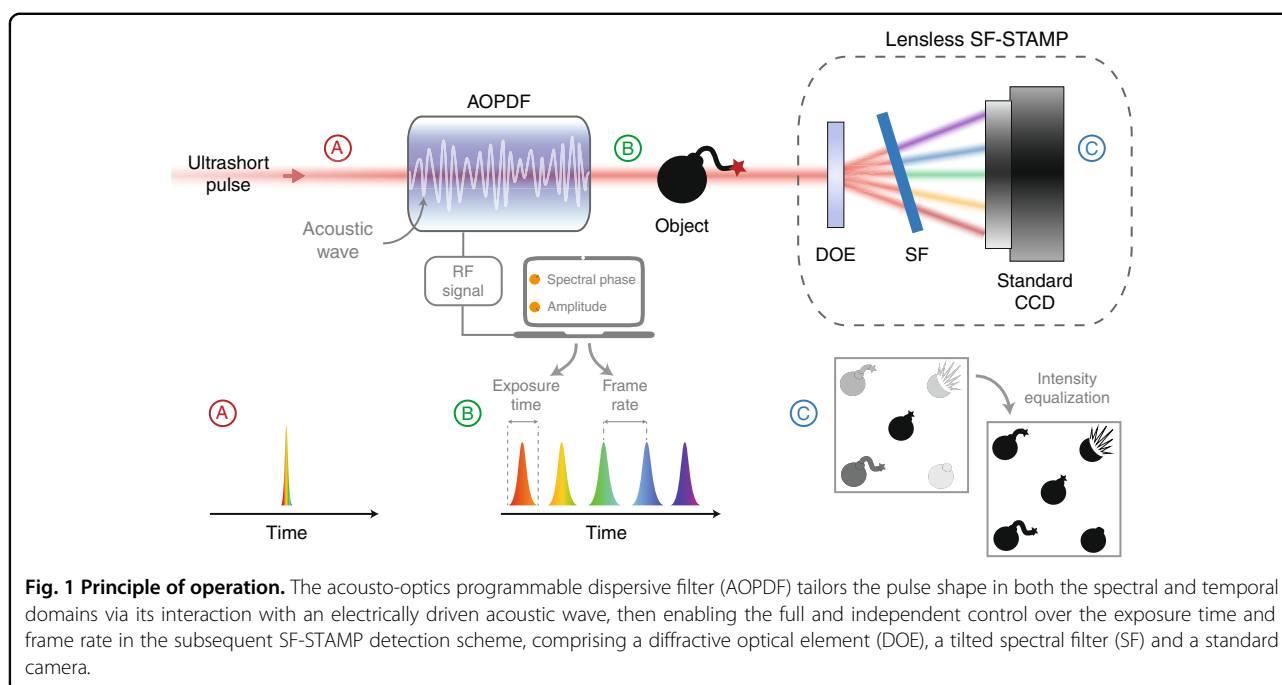 Lensless SF-STAMP
AOPDF
A
B
C
Ultrashort
pulse
Acoustic
wave
Object
DOE
SF
Standard
CCD
RF
signal
Spectral phase
Amplitude
Exposure
time
Frame
rate
Intensity
equalization
A
B
C
Time
Time
Fig. 1 Principle of operation. The acousto-optics programmable dispersive filter (AOPDF) tailors the pulse shape in both the spectral and temporal
domains via its interaction with an electrically driven acoustic wave, then enabling the full and independent control over the exposure time and
frame rate in the subsequent SF-STAMP detection scheme, comprising a diffractive optical element (DOE), a tilted spectral filter (SF) and a standard
camera.